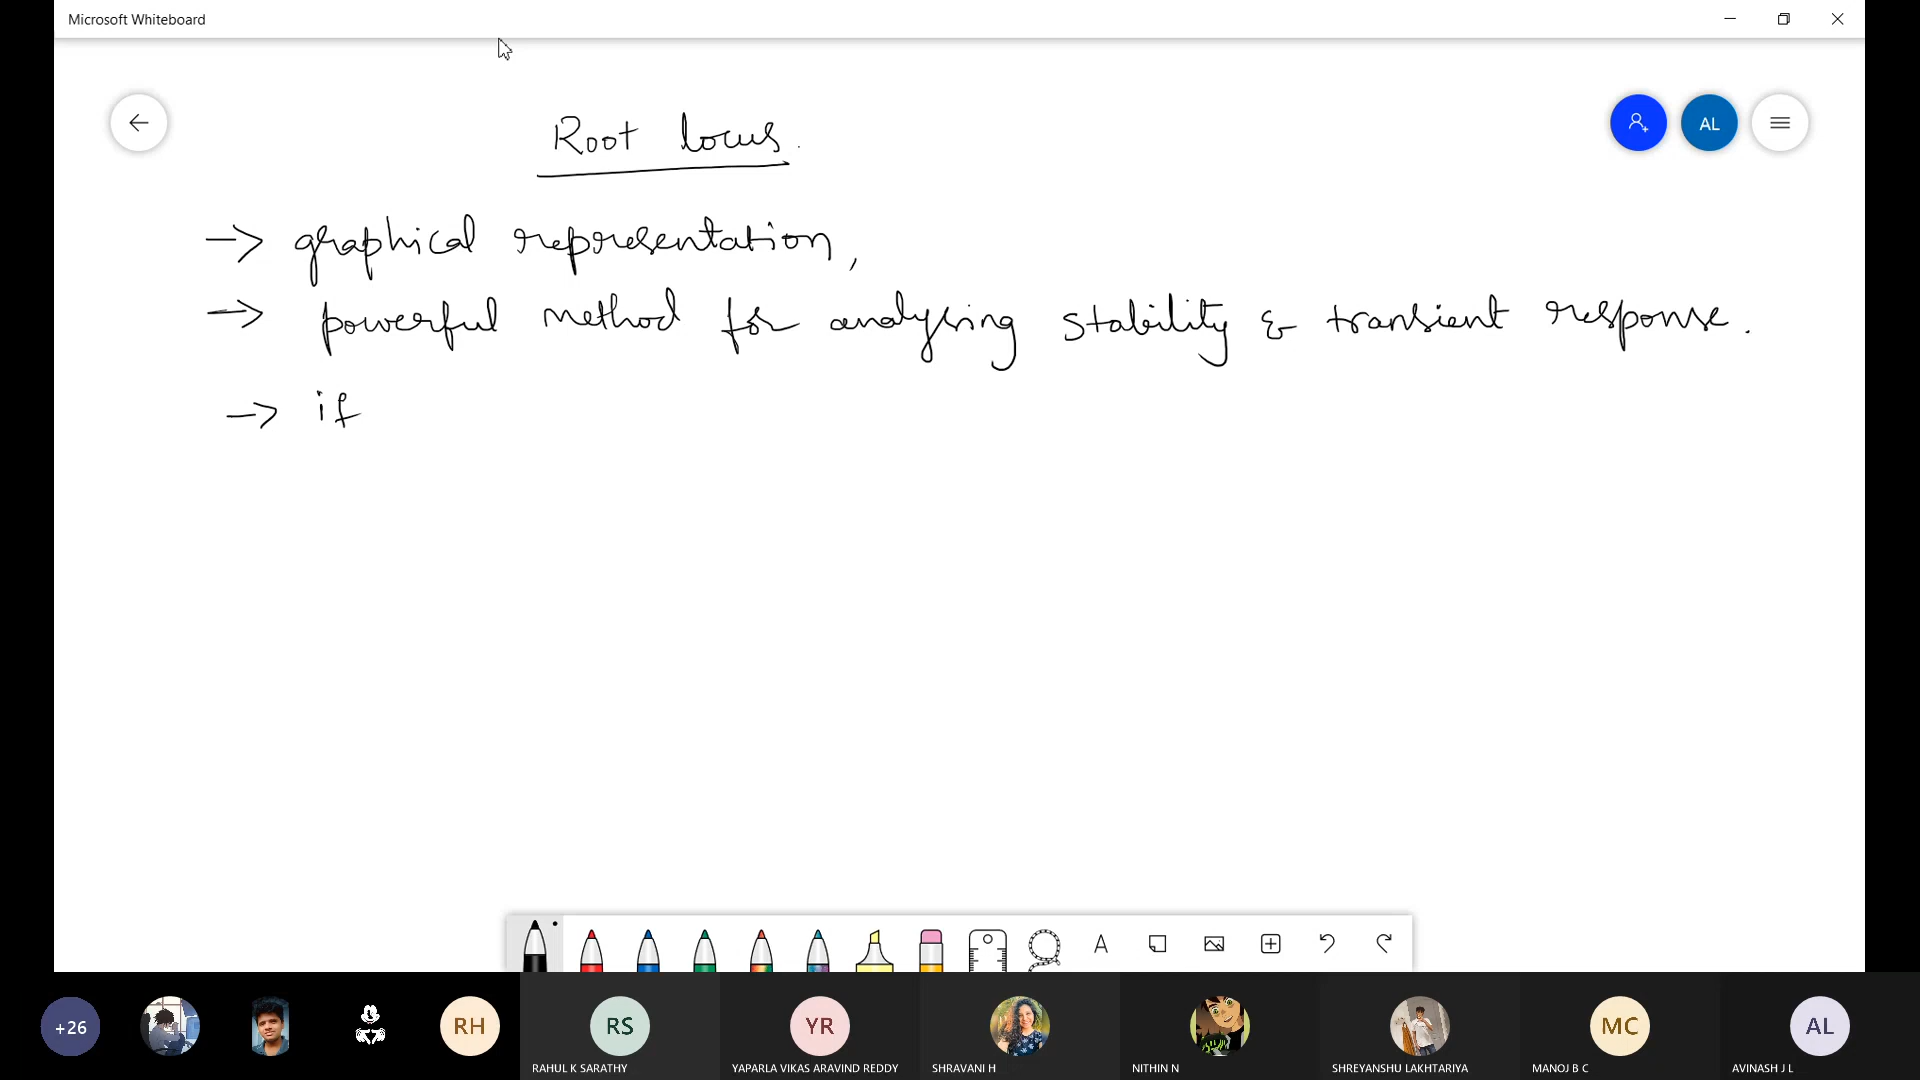 Microsoft Whiteboard
AL
Root locus.
-> graphical representation,
-> powerful method for analysing stability & transient response.
-> if
A
+26
RH
RS
YR
MC
AL
RAHUL K SARATHY
YAPARLA VIKAS ARAVIND REDDY
SHRAVANI H
NITHIN N
SHREYANSHU LAKHTARIYA
MANOJ B C
AVINASH J L